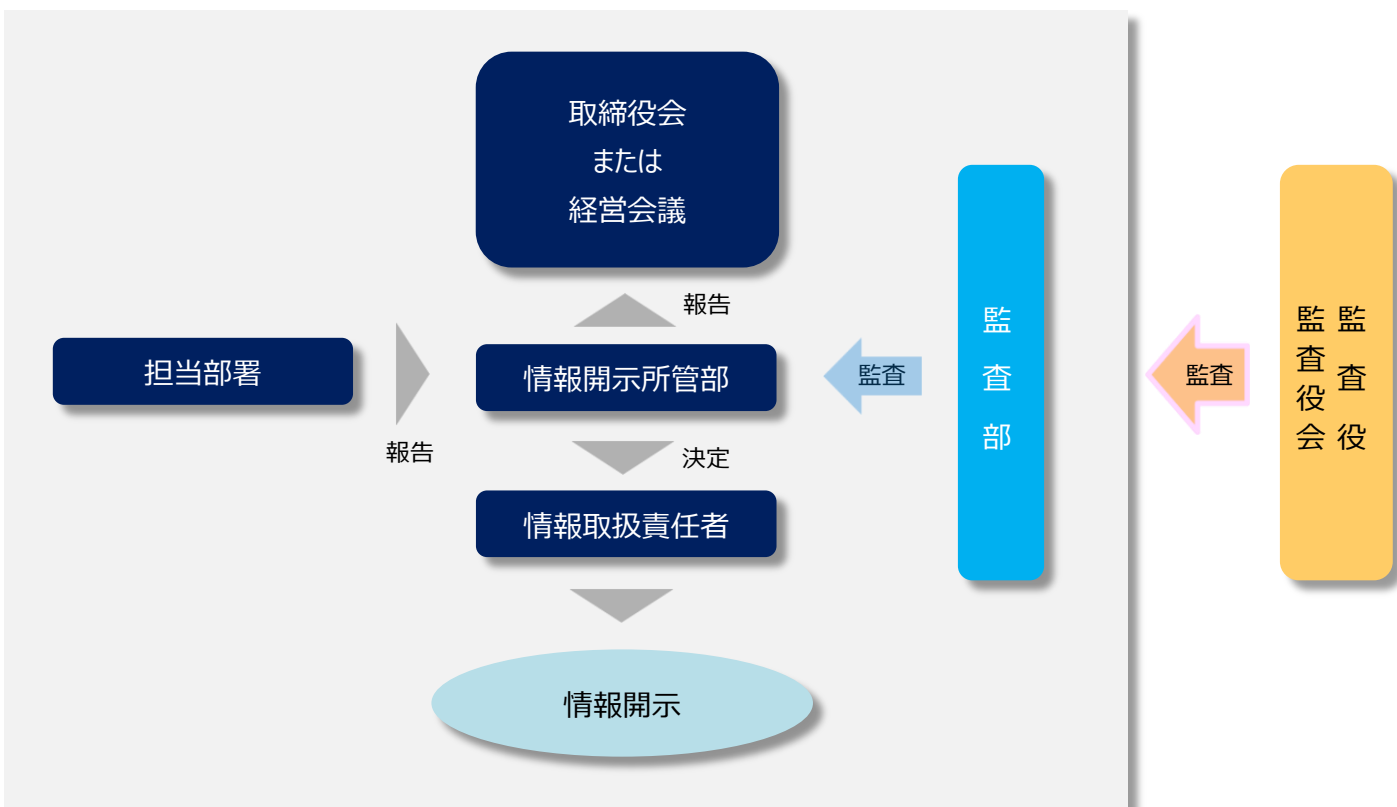 取締役会
または
経営会議
報告
担当部署
報告
情報開示所管部
決定
情報取扱責任者
情報開示
監査
監査部
監査
監査役
監査役会